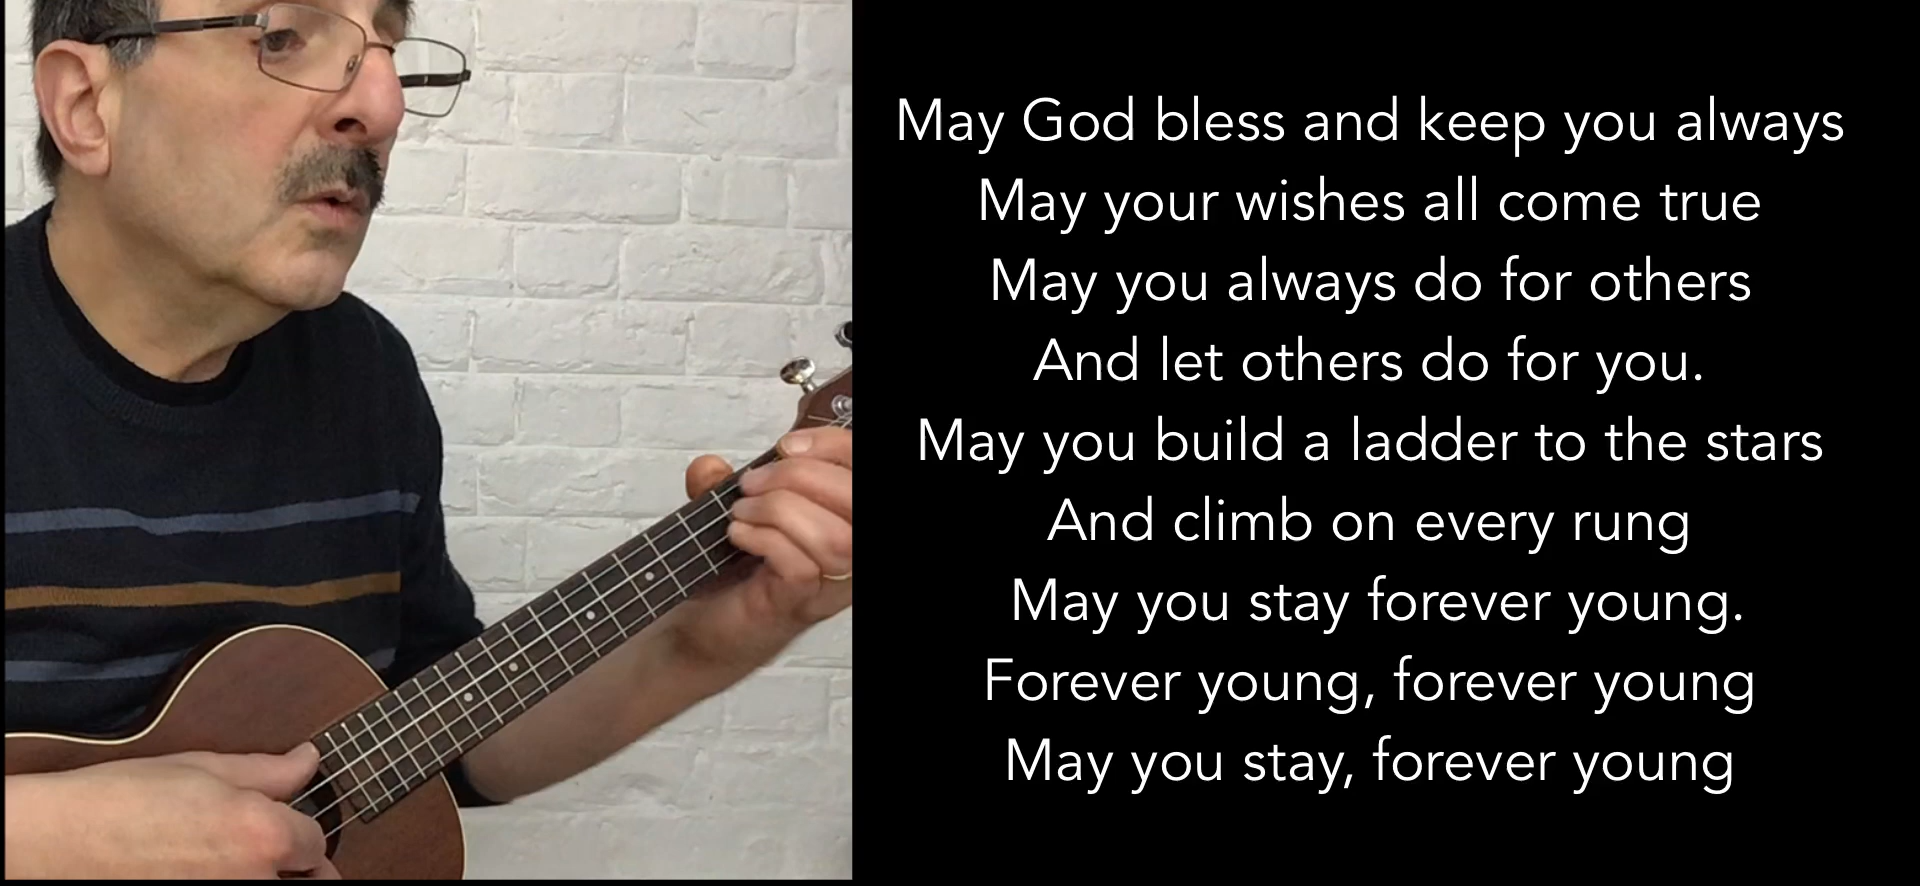 May God bless and keep you always
May your wishes all come true
May you always do for others
And let others do for you.
May you build a ladder to the stars
And climb on every rung
May you stay forever young.
Forever young, forever young
May you stay, forever young